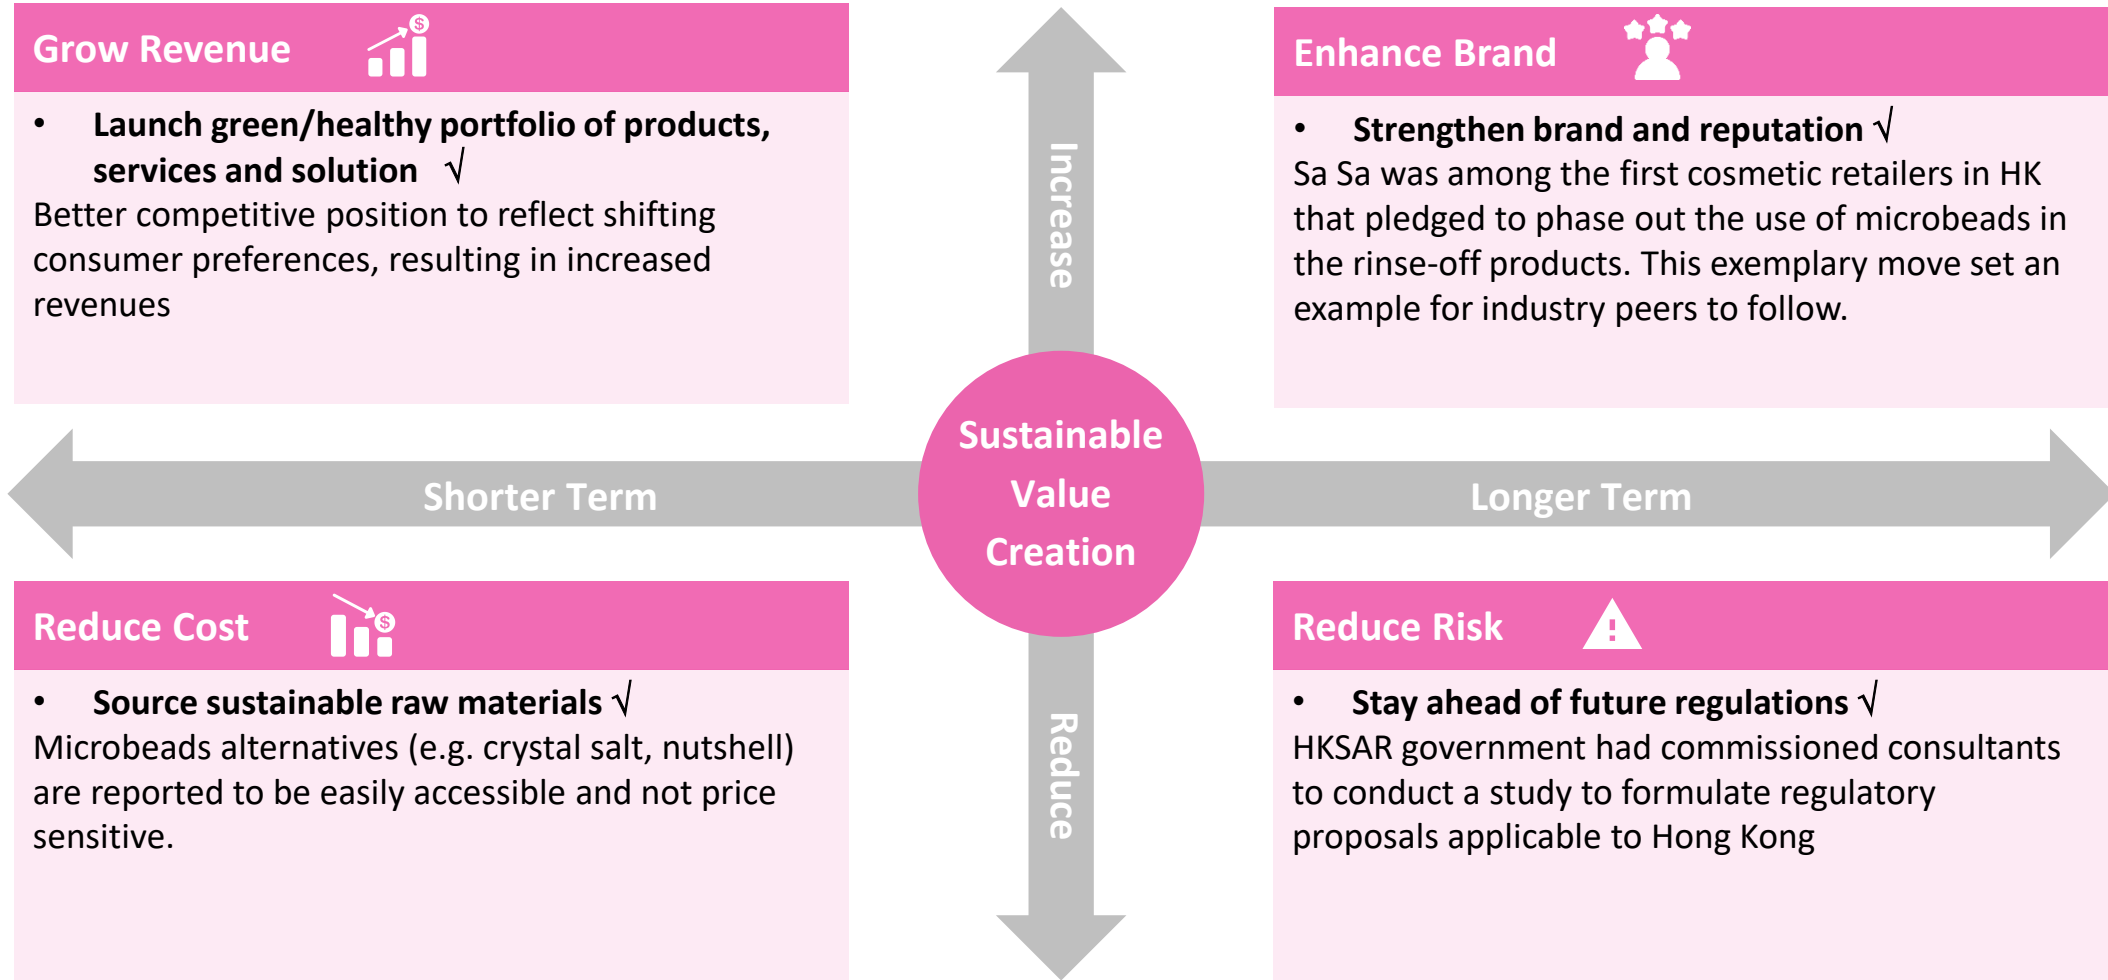 Grow Revenue
$
• Launch green/healthy portfolio of products,
services and solution √
Better competitive position to reflect shifting
consumer preferences, resulting in increased
revenues
Enhance Brand
• Strengthen brand and reputation √
Sa Sa was among the first cosmetic retailers in HK
that pledged to phase out the use of microbeads in
the rinse-off products. This exemplary move set an
example for industry peers to follow.
Increase
Shorter Term
Sustainable
Value
Creation
Longer Term
Reduce
Reduce Cost
$
• Source sustainable raw materials √
Microbeads alternatives (e.g. crystal salt, nutshell)
are reported to be easily accessible and not price
sensitive.
Reduce Risk
!
• Stay ahead of future regulations √
HKSAR government had commissioned consultants
to conduct a study to formulate regulatory
proposals applicable to Hong Kong